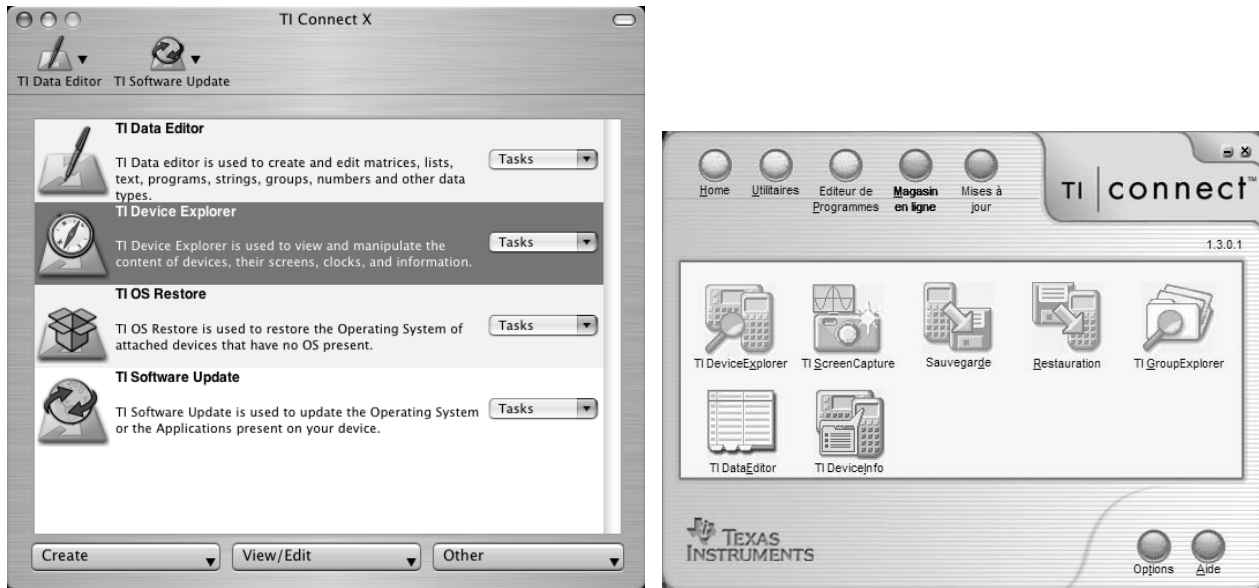 TI Connect X
TI Data Editor TI Software Update
TI Data Editor
TI Data editor is used to create and edit matrices, lists,
text, programs, strings, groups, numbers and other data
types.
Tasks
TI Device Explorer
TI Device Explorer is used to view and manipulate the
content of devices, their screens, clocks, and information.
Tasks
TI OS Restore
TI OS Restore is used to restore the Operating System of
attached devices that have no OS present.
Tasks
TI Software Update
TI Software Update is used to update the Operating System
or the Applications present on your device.
Tasks
Create View/Edit Other
TI connect™
Home Utilitaires Editeur de Programmes Magasin en ligne Mises à jour
1.3.0.1
TI DeviceExplorer TI ScreenCapture Sauvegarde Restauration TI GroupExplorer
TI DataEditor TI DeviceInfo
TEXAS
INSTRUMENTS
Options Aide